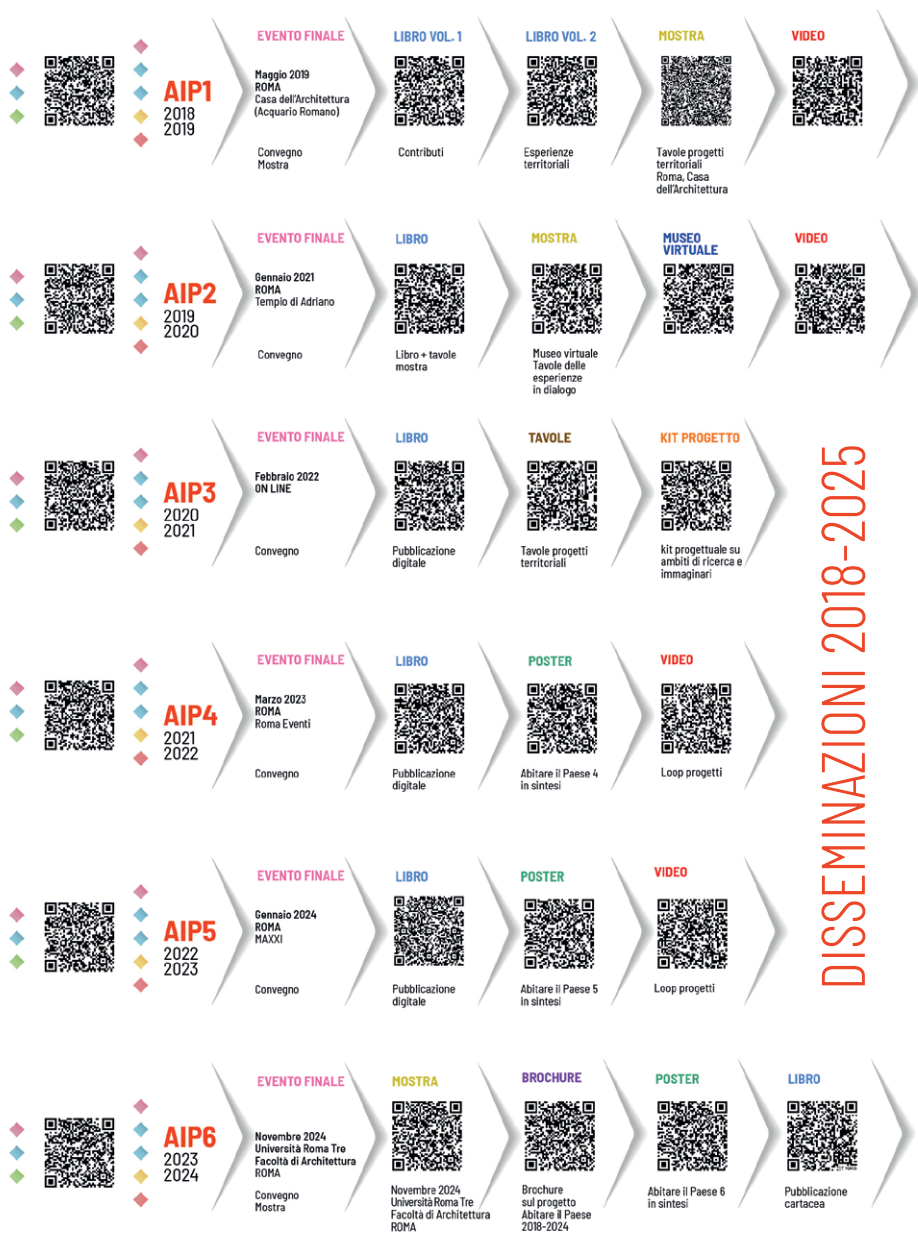 AIP1
2018
2019
EVENTO FINALE
Maggio 2019
ROMA
Casa dell'Architettura
(Acquario Romano)
Convegno
Mostra
LIBRO VOL. 1
Contributi
LIBRO VOL. 2
Esperienze
territoriali
MOSTRA
Tavole progetti
territoriali
Roma, Casa
dell'Architettura
VIDEO
AIP2
2019
2020
EVENTO FINALE
Gennaio 2021
ROMA
Tempio di Adriano
Convegno
LIBRO
Libro + tavole
mostra
MOSTRA
Museo virtuale
Tavole delle
esperienze
in dialogo
MUSEO
VIRTUALE
VIDEO
AIP3
2020
2021
EVENTO FINALE
Febbraio 2022
ON LINE
Convegno
LIBRO
Pubblicazione
digitale
TAVOLE
Tavole progetti
territoriali
KIT PROGETTO
kit progettuale su
ambiti di ricerca e
immaginari
AIP4
2021
2022
EVENTO FINALE
Marzo 2023
ROMA
Roma Eventi
Convegno
LIBRO
Pubblicazione
digitale
POSTER
Abitare il Paese 4
in sintesi
VIDEO
Loop progetti
AIP5
2022
2023
EVENTO FINALE
Gennaio 2024
ROMA
MAXXI
Convegno
LIBRO
Pubblicazione
digitale
POSTER
Abitare il Paese 5
in sintesi
VIDEO
Loop progetti
AIP6
2023
2024
EVENTO FINALE
Novembre 2024
Università Roma Tre
Facoltà di Architettura
ROMA
Convegno
Mostra
MOSTRA
Novembre 2024
Università Roma Tre
Facoltà di Architettura
ROMA
BROCHURE
Brochure
sul progetto
Abitare il Paese
2018-2024
POSTER
Abitare il Paese 6
in sintesi
LIBRO
Pubblicazione
cartacea
DISSEMINAZIONI 2018-2025